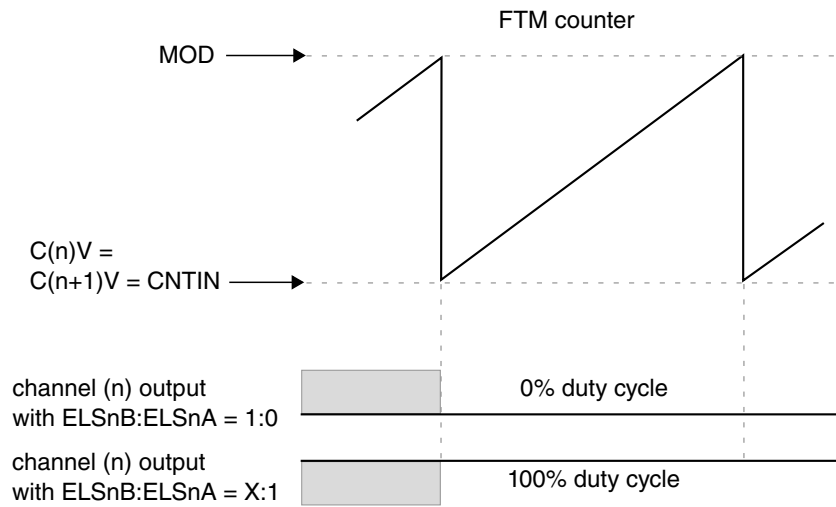 FTM counter
MOD
C(n)V =
C(n+1)V = CNTIN
channel (n) output
with ELSnB:ELSnA = 1:0
0% duty cycle
channel (n) output
with ELSnB:ELSnA = X:1
100% duty cycle